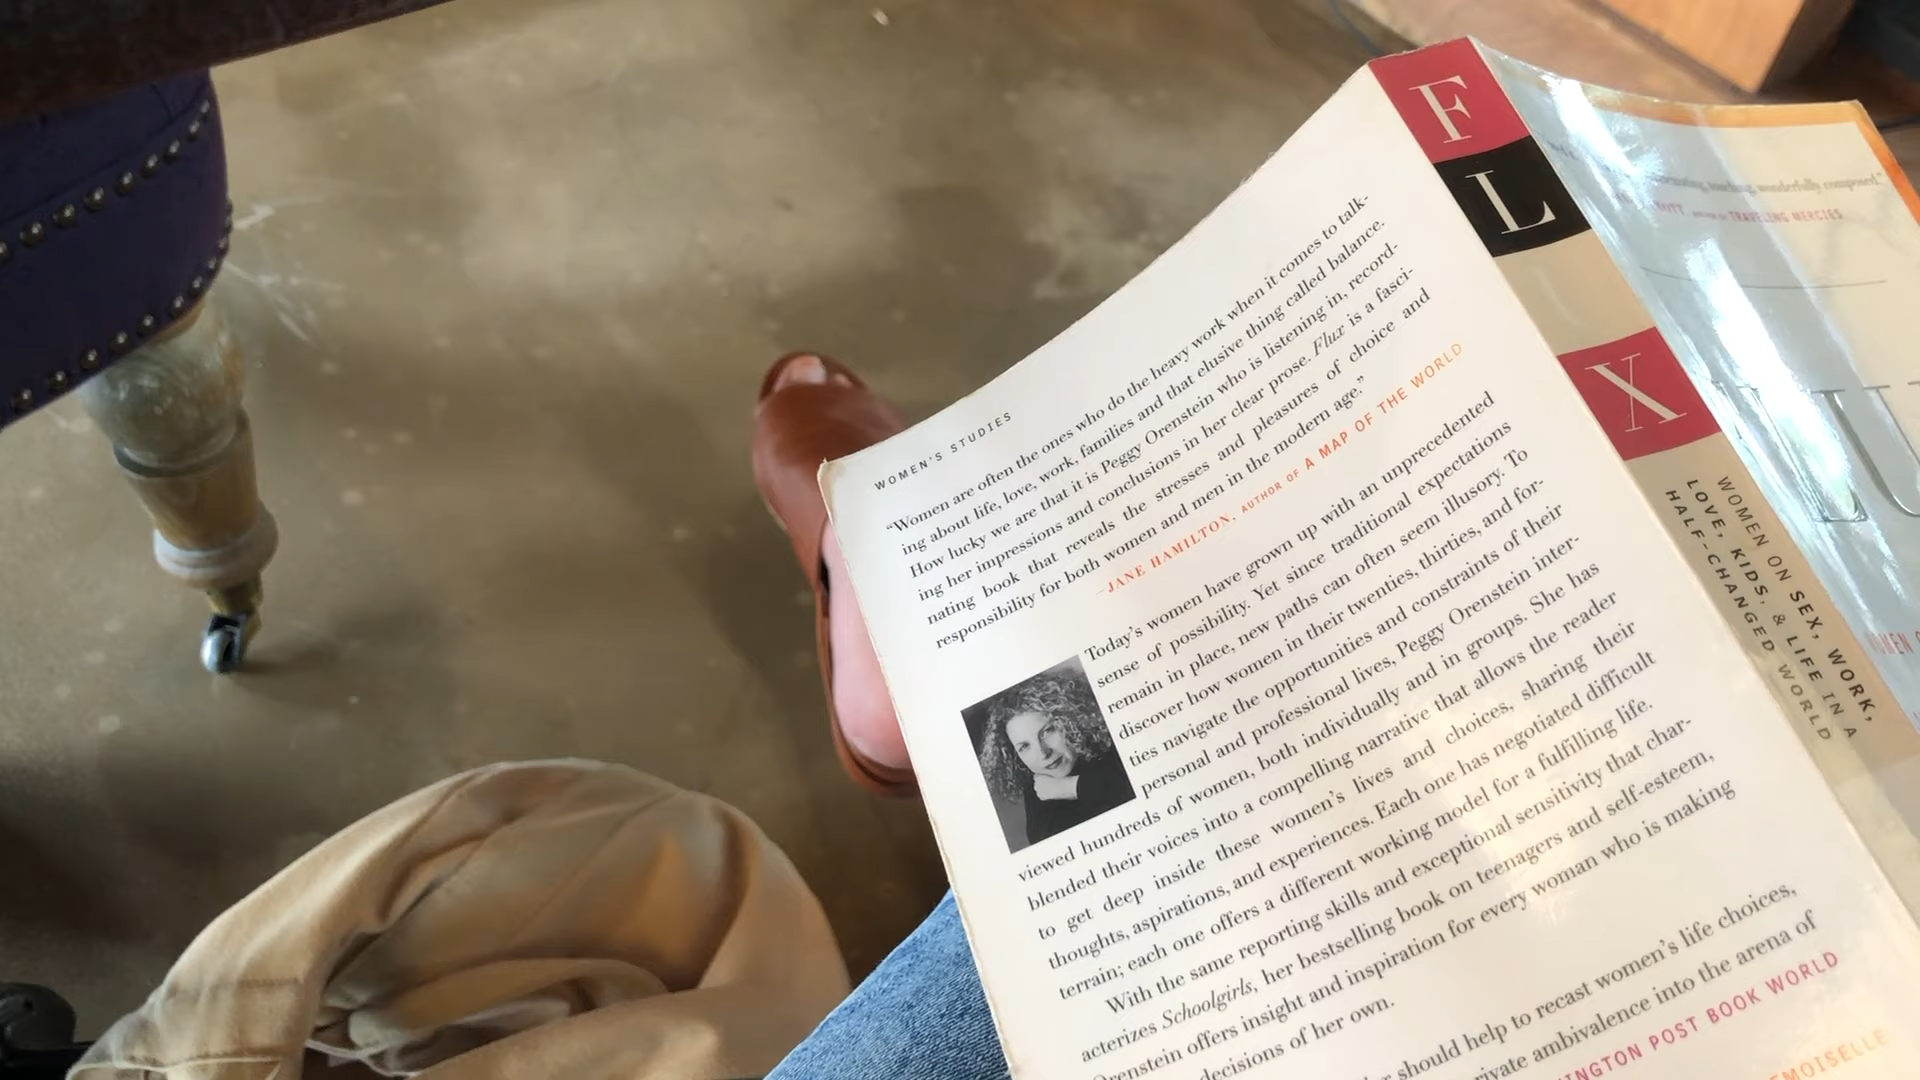 WOMEN'S STUDIES
“Women are often the ones who do the heavy work when it comes to talk-
ing about life, love, work, families and that elusive thing called balance.
How lucky we are that it is Peggy Orenstein who is listening in, record-
ing her impressions and conclusions in her clear prose. Flux is a fasci-
nating book that reveals the stresses and pleasures of choice and
responsibility for both women and men in the modern age.”
—JANE HAMILTON, AUTHOR OF A MAP OF THE WORLD
Today’s women have grown up with an unprecedented
sense of possibility. Yet since traditional expectations
remain in place, new paths can often seem illusory. To
discover how women in their twenties, thirties, and for-
ties navigate the opportunities and constraints of their
personal and professional lives, Peggy Orenstein inter-
viewed hundreds of women, both individually and in groups. She has
blended their voices into a compelling narrative that allows the reader
to get deep inside these women’s lives and choices, sharing their
thoughts, aspirations, and experiences. Each one has negotiated difficult
terrain; each one offers a different working model for a fulfilling life.
With the same reporting skills and exceptional sensitivity that char-
acterizes Schoolgirls, her bestselling book on teenagers and self-esteem,
Orenstein offers insight and inspiration for every woman who is making
decisions of her own.
should help to recast women’s life choices,
private ambivalence into the arena of
INGTON POST BOOK WORLD
EMOISELLE
F
L
X
WOMEN ON SEX, WORK,
LOVE, KIDS, & LIFE IN A
HALF-CHANGED WORLD
wonderfully composed.”
TRAVELING MERCIES
LU
WOMEN